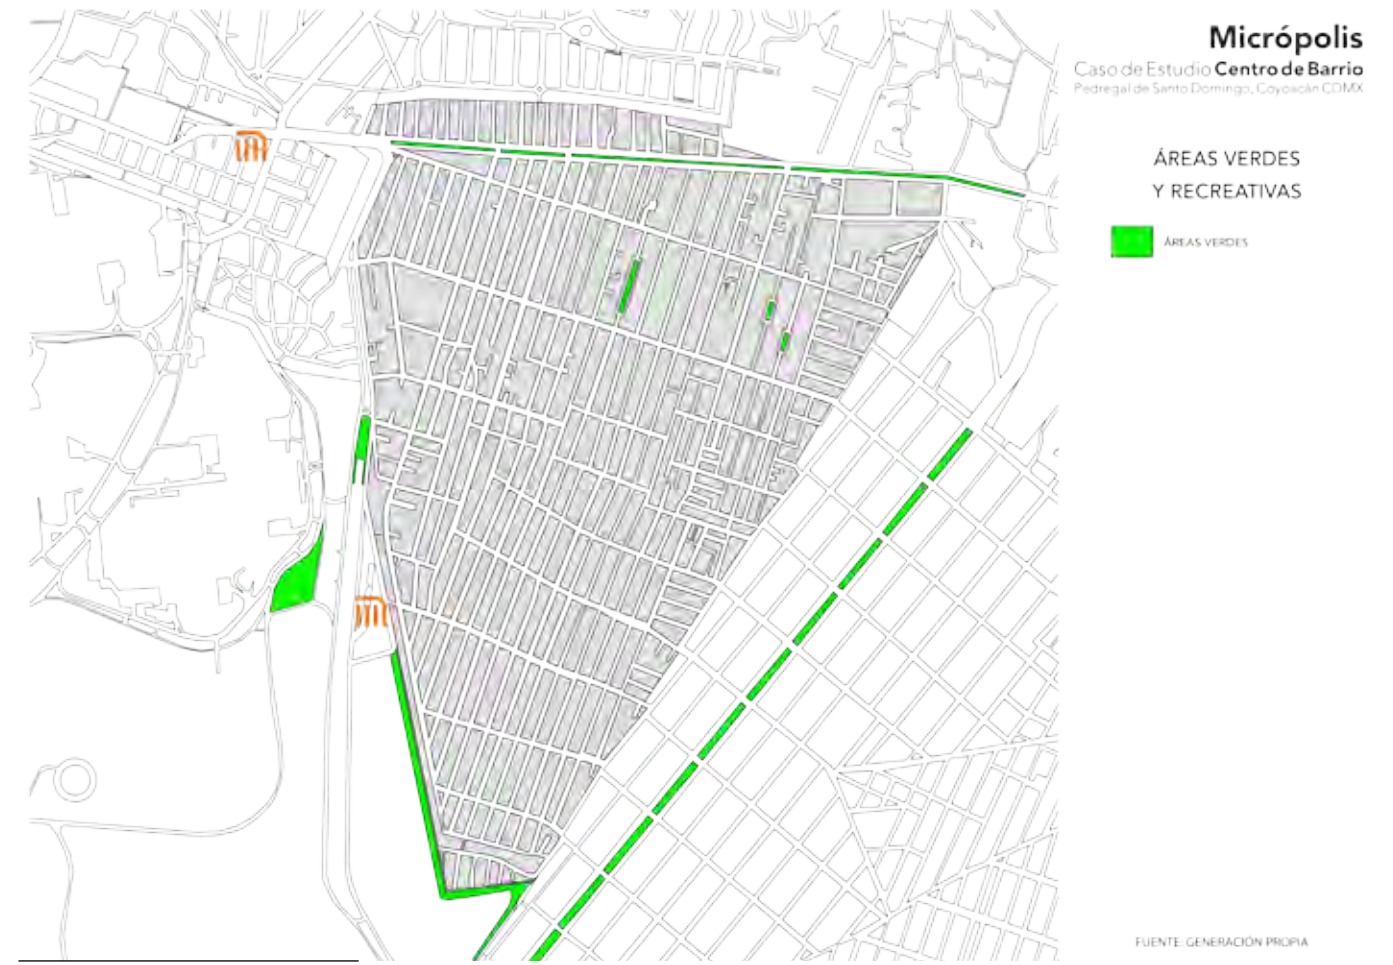 Micrópolis
Caso de Estudio Centro de Barrio
Pedregal de Santo Domingo, Coyoacán CDMX
ÁREAS VERDES
Y RECREATIVAS
ÁREAS VERDES
FUENTE: GENERACIÓN PROPIA